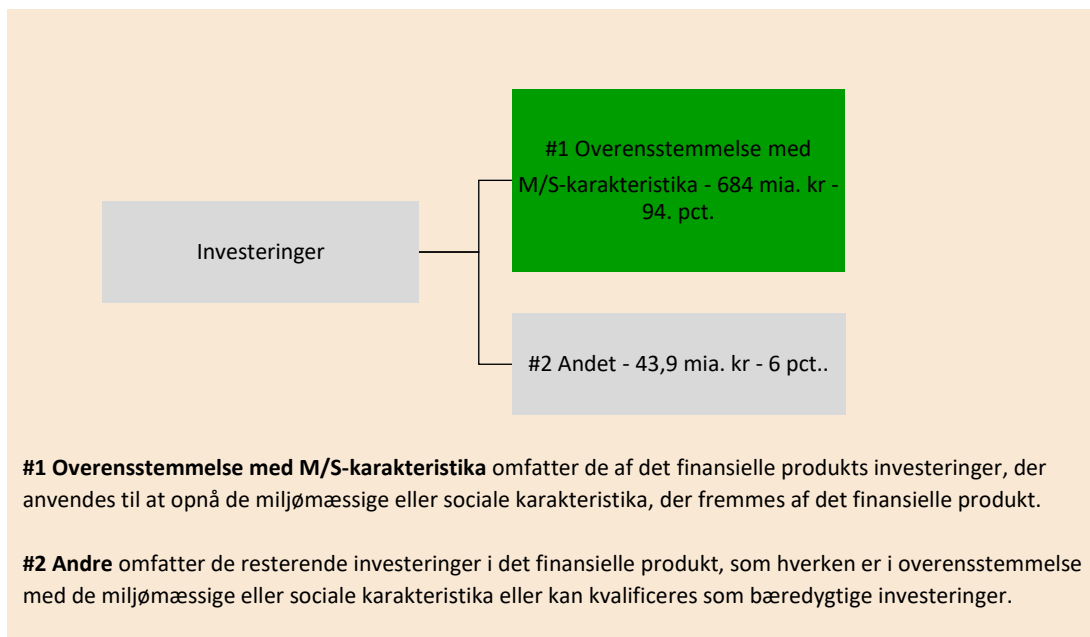 #1 Overensstemmelse med
M/S-karakteristika - 684 mia. kr -
94. pct.
Investeringer
#2 Andet - 43,9 mia. kr - 6 pct..
#1 Overensstemmelse med M/S-karakteristika omfatter de af det finansielle produkts investeringer, der
anvendes til at opnå de miljømæssige eller sociale karakteristika, der fremmes af det finansielle produkt.
#2 Andre omfatter de resterende investeringer i det finansielle produkt, som hverken er i overensstemmelse
med de miljømæssige eller sociale karakteristika eller kan kvalificeres som bæredygtige investeringer.